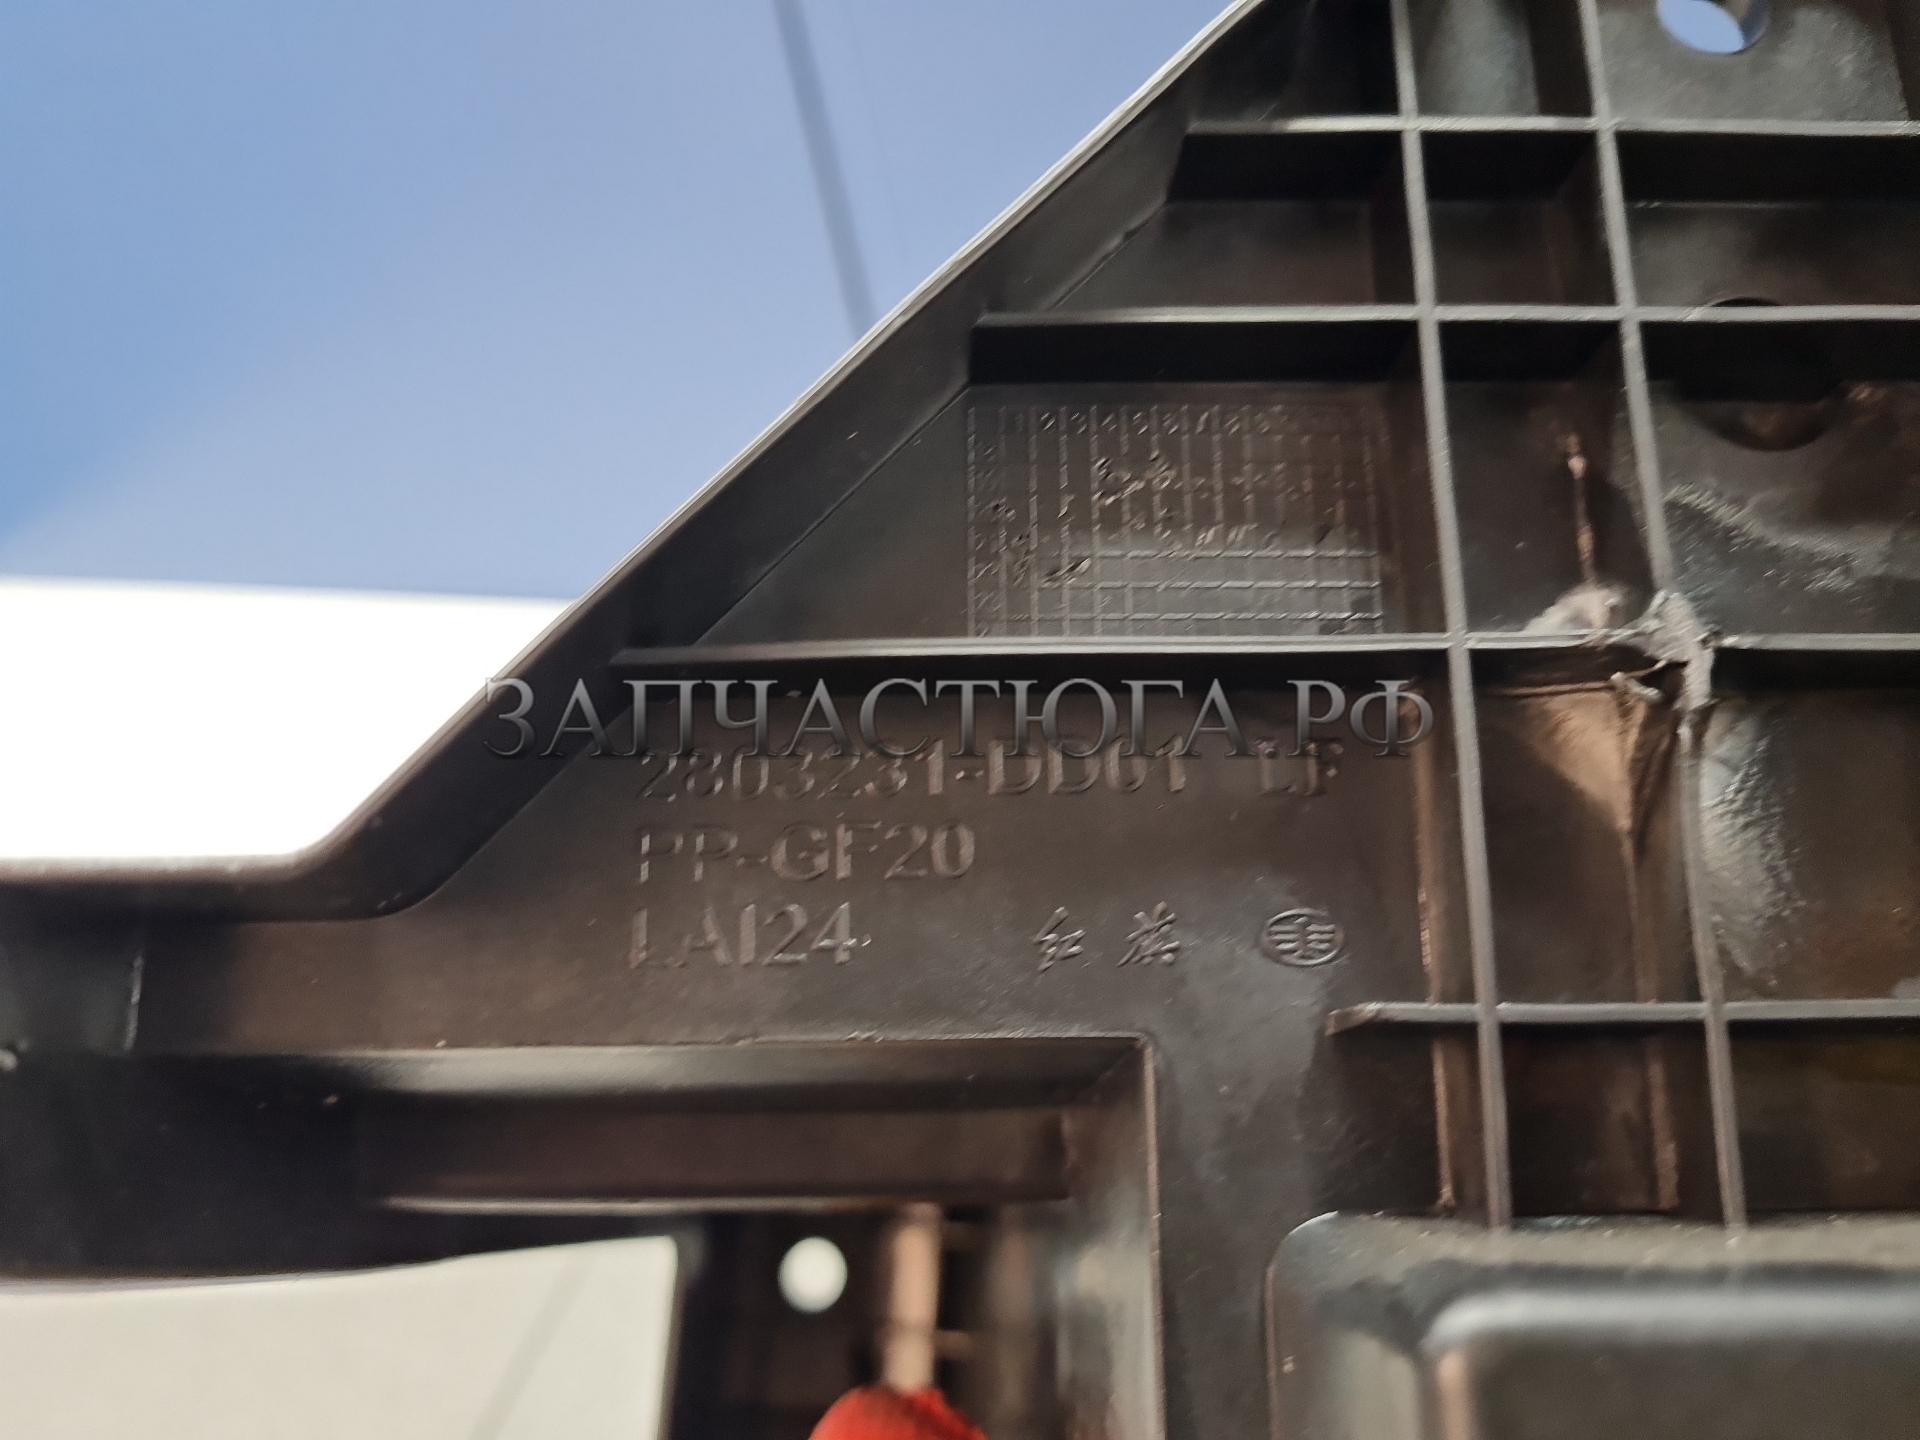 ЗАПЧАСТЮГА.РФ
2803231-DD01 LF
PP-GF20
LAI24 红旗